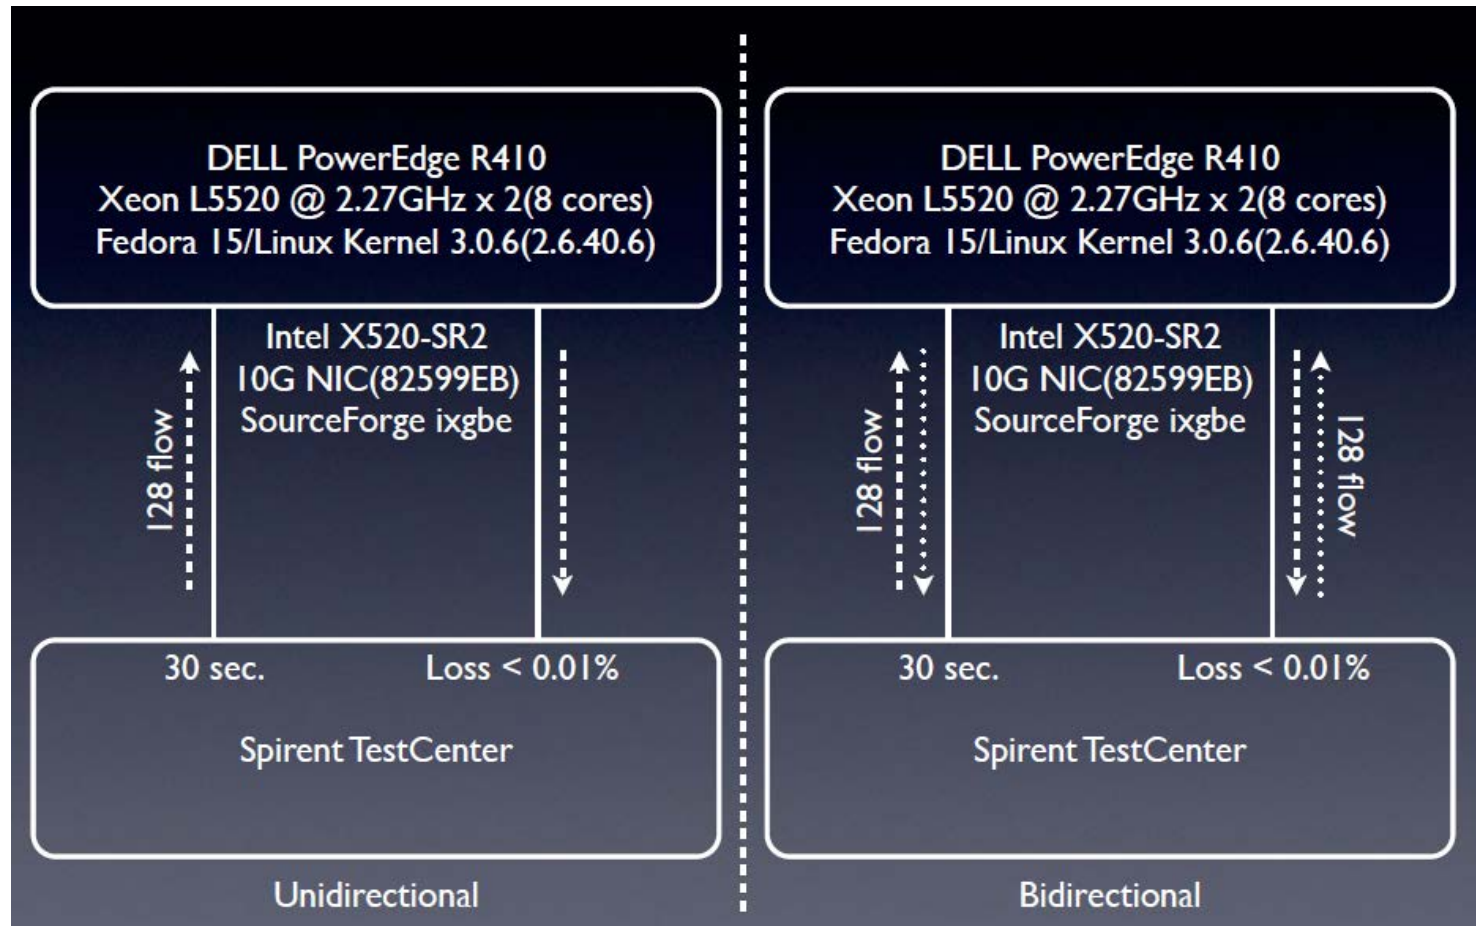 DELL PowerEdge R410
Xeon L5520 @ 2.27GHz x 2(8 cores)
Fedora 15/Linux Kernel 3.0.6(2.6.40.6)
Intel X520-SR2
10G NIC(82599EB)
SourceForge ixgbe
128 flow
30 sec.
Loss < 0.01%
Spirent TestCenter
Unidirectional
DELL PowerEdge R410
Xeon L5520 @ 2.27GHz x 2(8 cores)
Fedora 15/Linux Kernel 3.0.6(2.6.40.6)
Intel X520-SR2
10G NIC(82599EB)
SourceForge ixgbe
128 flow
128 flow
30 sec.
Loss < 0.01%
Spirent TestCenter
Bidirectional